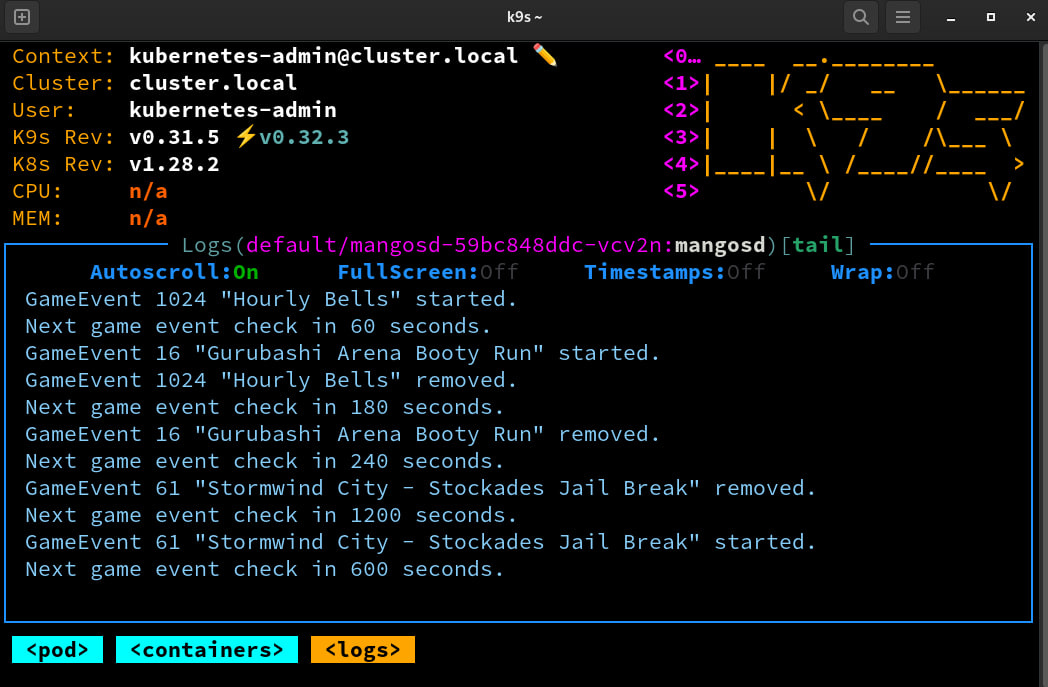 k9s ~
Context: kubernetes-admin@cluster.local ✏️ <0…
Cluster: cluster.local <1>
User: kubernetes-admin <2>
K9s Rev: v0.31.5 ⚡v0.32.3 <3>
K8s Rev: v1.28.2 <4>
CPU: n/a <5>
MEM: n/a
Logs(default/mangosd-59bc848ddc-vcv2n:mangosd)[tail]
Autoscroll:On FullScreen:Off Timestamps:Off Wrap:Off
GameEvent 1024 "Hourly Bells" started.
Next game event check in 60 seconds.
GameEvent 16 "Gurubashi Arena Booty Run" started.
GameEvent 1024 "Hourly Bells" removed.
Next game event check in 180 seconds.
GameEvent 16 "Gurubashi Arena Booty Run" removed.
Next game event check in 240 seconds.
GameEvent 61 "Stormwind City - Stockades Jail Break" removed.
Next game event check in 1200 seconds.
GameEvent 61 "Stormwind City - Stockades Jail Break" started.
Next game event check in 600 seconds.
<pod> <containers> <logs>